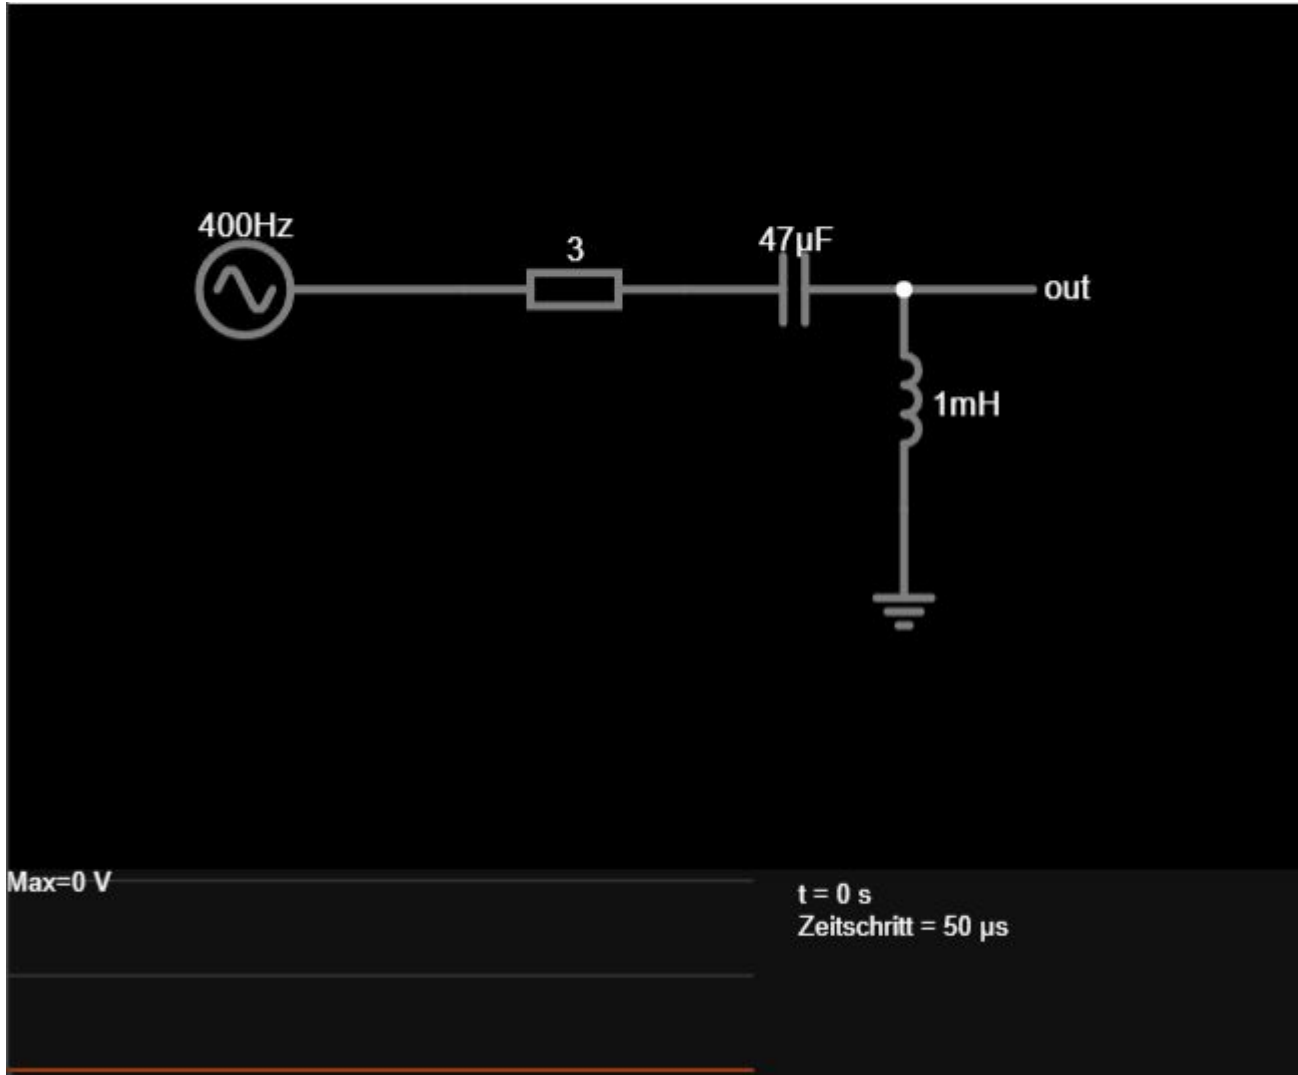 400Hz
3
47µF
out
1mH
Max=0 V
t = 0 s
Zeitschritt = 50 µs